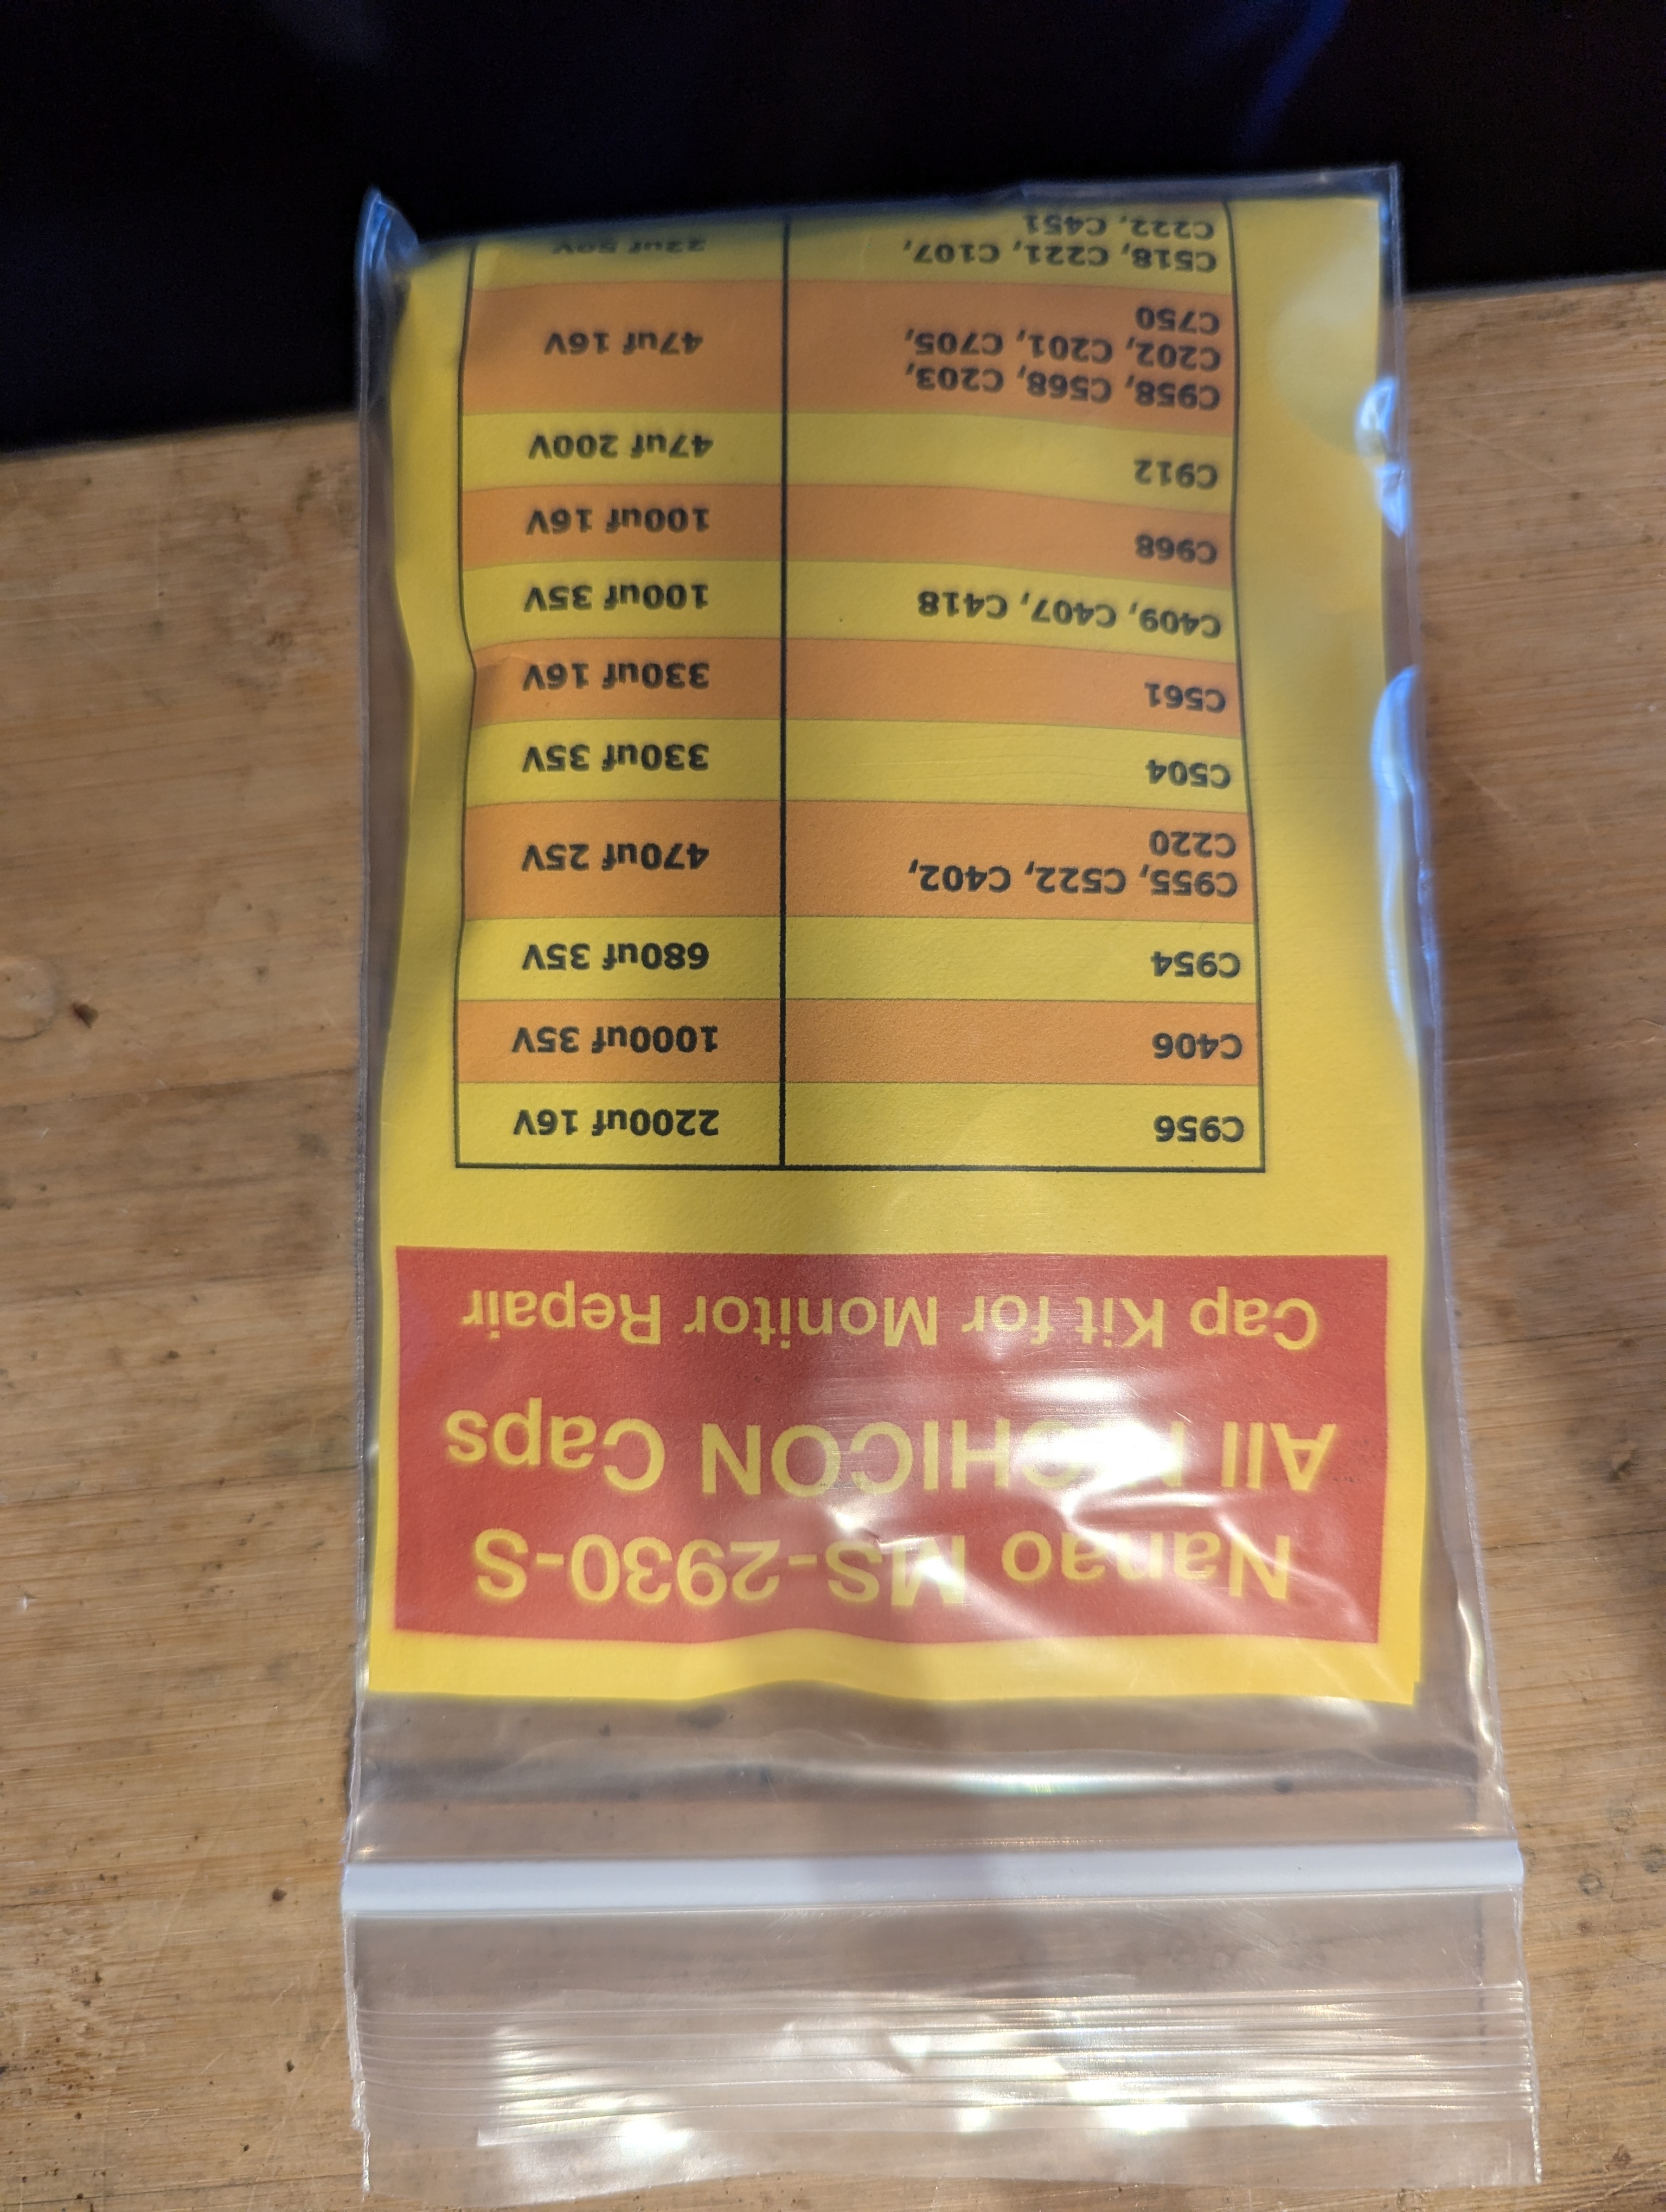 Nanao MS-2930-S
All NICHICON Caps
Cap Kit for Monitor Repair
C956 2200uf 16V
C406 1000uf 35V
C954 680uf 35V
C955, C522, C402,
C220 470uf 25V
C504 330uf 35V
C561 330uf 16V
C409, C407, C418 100uf 35V
C968 100uf 16V
C912 47uf 200V
C958, C568, C203,
C202, C201, C705, 47uf 16V
C750
C518, C221, C107,
C222, C451